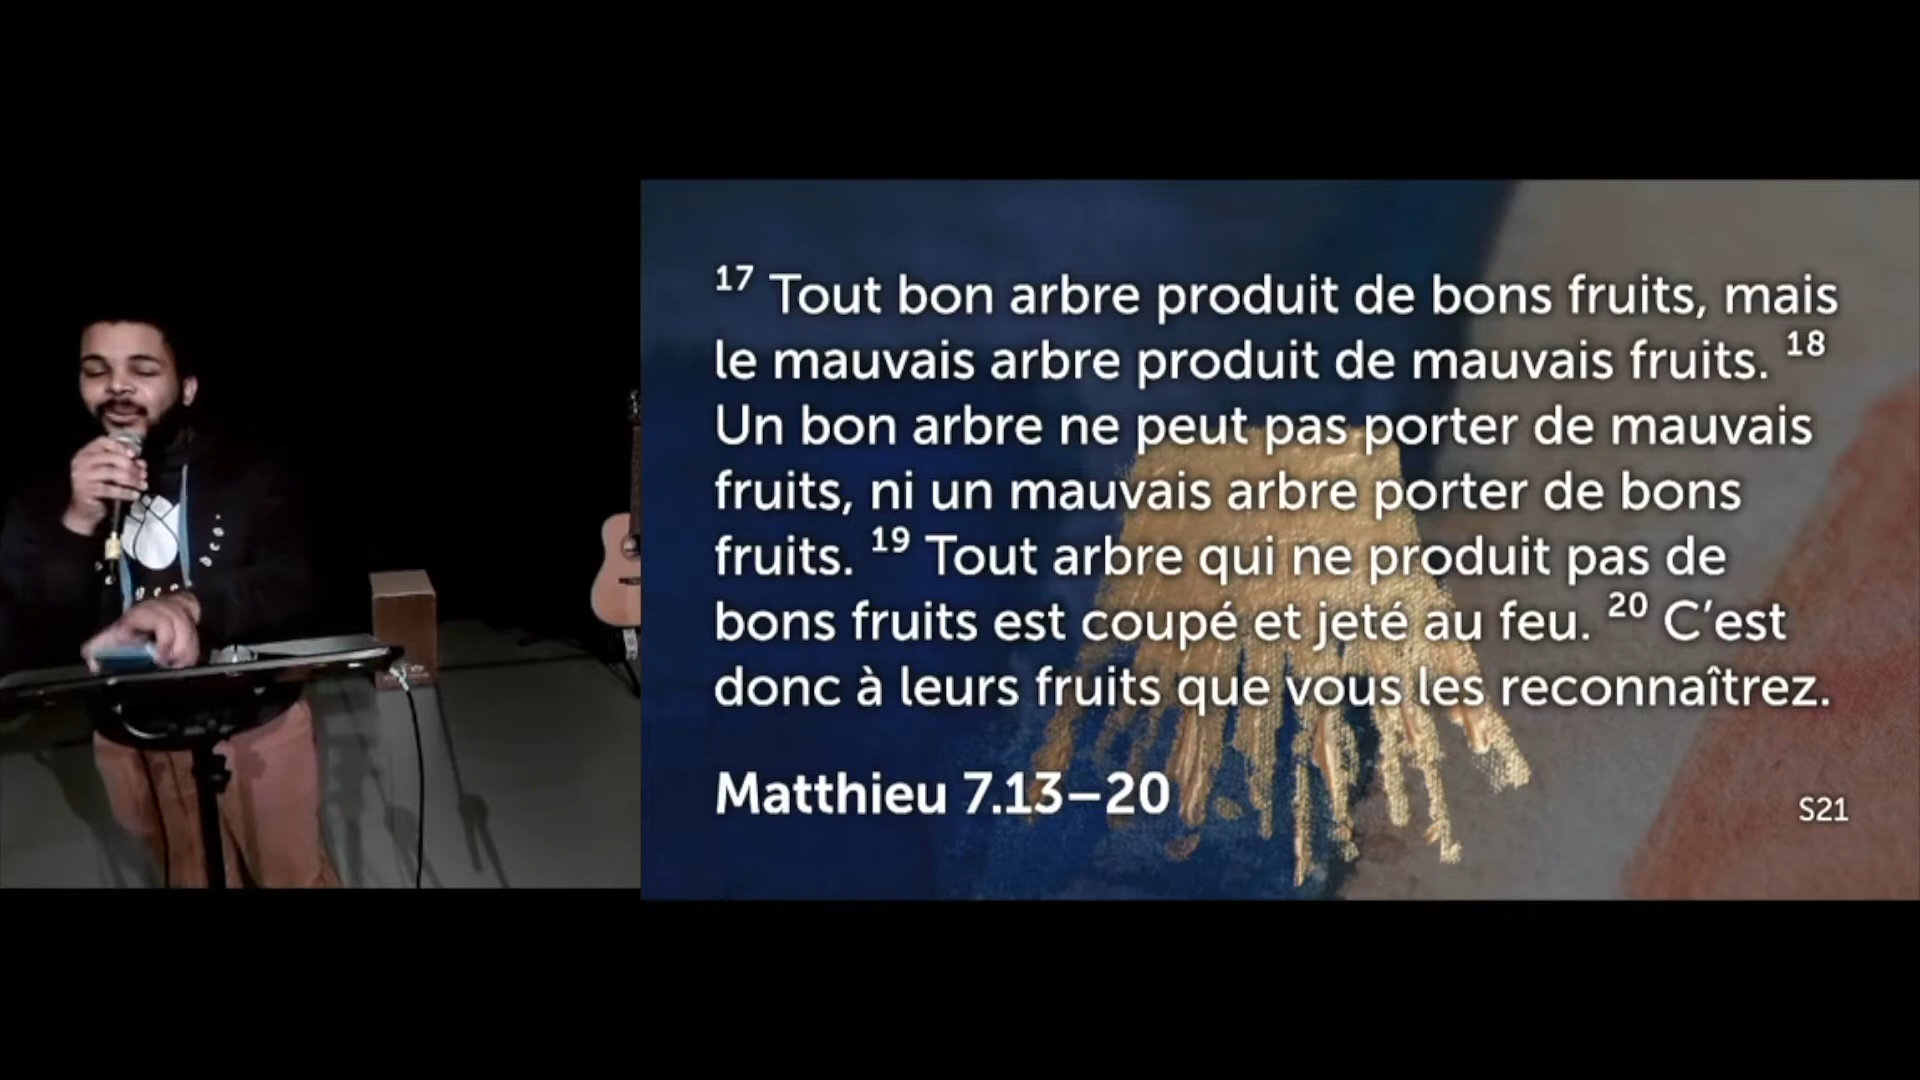 17 Tout bon arbre produit de bons fruits, mais
le mauvais arbre produit de mauvais fruits. 18
Un bon arbre ne peut pas porter de mauvais
fruits, ni un mauvais arbre porter de bons
fruits. 19 Tout arbre qui ne produit pas de
bons fruits est coupé et jeté au feu. 20 C’est
donc à leurs fruits que vous les reconnaîtrez.
Matthieu 7.13–20
S21